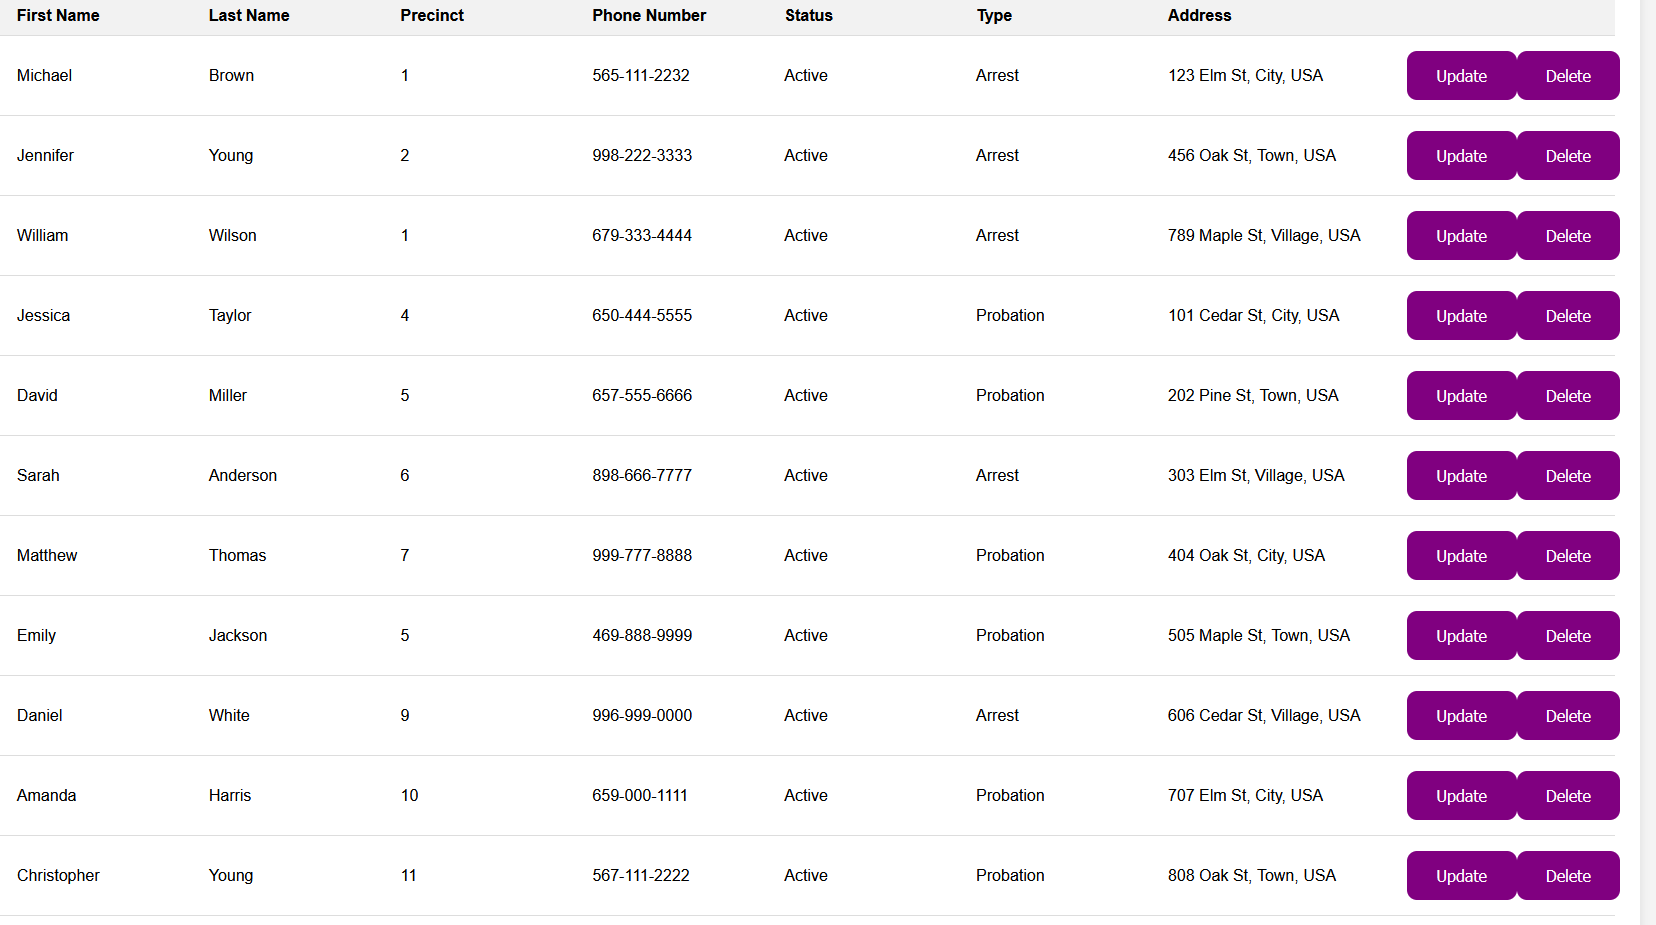 First Name Last Name Precinct Phone Number Status Type Address
Michael Brown 1 565-111-2232 Active Arrest 123 Elm St, City, USA Update Delete
Jennifer Young 2 998-222-3333 Active Arrest 456 Oak St, Town, USA Update Delete
William Wilson 1 679-333-4444 Active Arrest 789 Maple St, Village, USA Update Delete
Jessica Taylor 4 650-444-5555 Active Probation 101 Cedar St, City, USA Update Delete
David Miller 5 657-555-6666 Active Probation 202 Pine St, Town, USA Update Delete
Sarah Anderson 6 898-666-7777 Active Arrest 303 Elm St, Village, USA Update Delete
Matthew Thomas 7 999-777-8888 Active Probation 404 Oak St, City, USA Update Delete
Emily Jackson 5 469-888-9999 Active Probation 505 Maple St, Town, USA Update Delete
Daniel White 9 996-999-0000 Active Arrest 606 Cedar St, Village, USA Update Delete
Amanda Harris 10 659-000-1111 Active Probation 707 Elm St, City, USA Update Delete
Christopher Young 11 567-111-2222 Active Probation 808 Oak St, Town, USA Update Delete